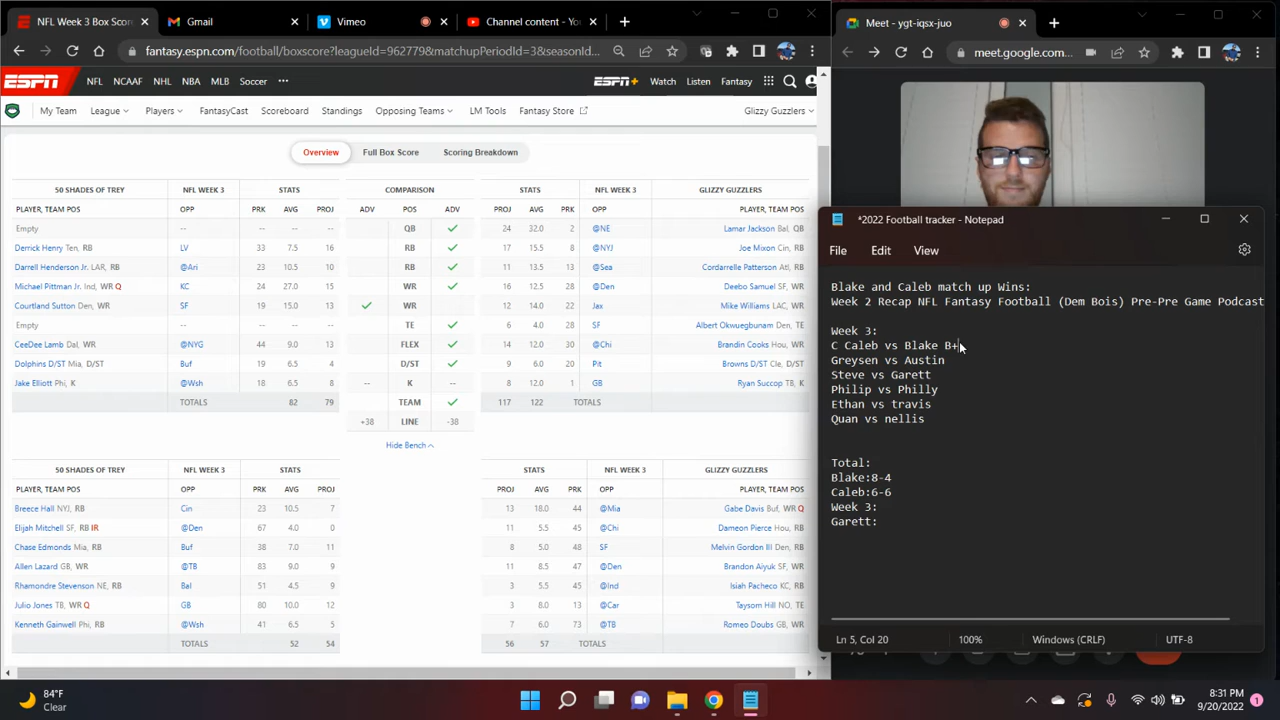 NFL Week 3 Box Score
Gmail
Vimeo
Channel content - Yo
Meet - ygt-iqsx-juo
fantasy.espn.com/football/boxscore?leagueId=962779&matchupPeriodId=3&seasonId...
meet.google.com...
ESPN NFL NCAAF NHL NBA MLB Soccer ••• ESPN+ Watch Listen Fantasy
My Team League Players FantasyCast Scoreboard Standings Opposing Teams LM Tools Fantasy Store Glizzy Guzzlers
Overview Full Box Score Scoring Breakdown
50 SHADES OF TREY NFL WEEK 3 STATS COMPARISON STATS NFL WEEK 3 GLIZZY GUZZLERS
PLAYER, TEAM POS OPP PRK AVG PROJ ADV POS ADV PROJ AVG PRK OPP PLAYER, TEAM POS
Empty -- -- -- -- QB 24 32.0 2 @NE Lamar Jackson Bal, QB
Derrick Henry Ten, RB LV 33 7.5 16 RB 17 15.5 8 @NYJ Joe Mixon Cin, RB
Darrell Henderson Jr. LAR, RB @Ari 23 10.5 10 RB 11 13.5 13 @Sea Cordarrelle Patterson Atl, RB
Michael Pittman Jr. Ind, WR Q KC 24 27.0 15 WR 16 12.0 26 @Den Deebo Samuel SF, WR
Courtland Sutton Den, WR SF 19 15.0 13 WR 12 14.0 22 Jax Mike Williams LAC, WR
Empty -- -- -- -- TE 6 4.0 28 SF Albert Okwuegbunam Den, TE
CeeDee Lamb Dal, WR @NYG 44 9.0 13 FLEX 14 13.0 20 @Chi Brandin Cooks Hou, WR
Dolphins D/ST Mia, D/ST Buf 19 6.5 4 D/ST 9 5.0 20 Pit Browns D/ST Cle, D/ST
Jake Elliott Phi, K @Wsh 18 6.5 8 -- K -- 8 12.0 1 GB Ryan Succop TB, K
TOTALS 82 79 -- TEAM 117 122 TOTALS
+38 LINE -38
Hide Bench
50 SHADES OF TREY NFL WEEK 3 STATS STATS NFL WEEK 3 GLIZZY GUZZLERS
PLAYER, TEAM POS OPP PRK AVG PROJ PROJ AVG PRK OPP PLAYER, TEAM POS
Breece Hall NYJ, RB Cin 23 10.5 7 13 18.0 44 @Mia Gabe Davis Buf, WR Q
Elijah Mitchell SF, RB IR @Den 67 4.0 0 11 5.5 45 @Chi Dameon Pierce Hou, RB
Chase Edmonds Mia, RB Buf 38 7.0 11 8 5.0 48 SF Melvin Gordon III Den, RB
Allen Lazard GB, WR @TB 83 9.0 9 11 7.5 48 @Den Brandon Aiyuk SF, WR
Rhamondre Stevenson NE, RB Bal 51 4.5 9 3 5.5 45 @Ind Isiah Pacheco KC, RB
Julio Jones TB, WR Q GB 80 10.0 12 3 8.0 13 @Car Taysom Hill NO, TE
Kenneth Gainwell Phi, RB @Wsh 41 6.5 5 7 6.0 73 @TB Romeo Doubs GB, WR
TOTALS 52 54 56 57 TOTALS
*2022 Football tracker - Notepad
File Edit View
Blake and Caleb match up Wins:
Week 2 Recap NFL Fantasy Football (Dem Bois) Pre-Pre Game Podcast
Week 3:
C Caleb vs Blake B+
Greysen vs Austin
Steve vs Garett
Philip vs Philly
Ethan vs travis
Quan vs nellis
Total:
Blake:8-4
Caleb:6-6
Week 3:
Garett:
Ln 5, Col 20 100% Windows (CRLF) UTF-8
84°F
Clear
8:31 PM
9/20/2022
1